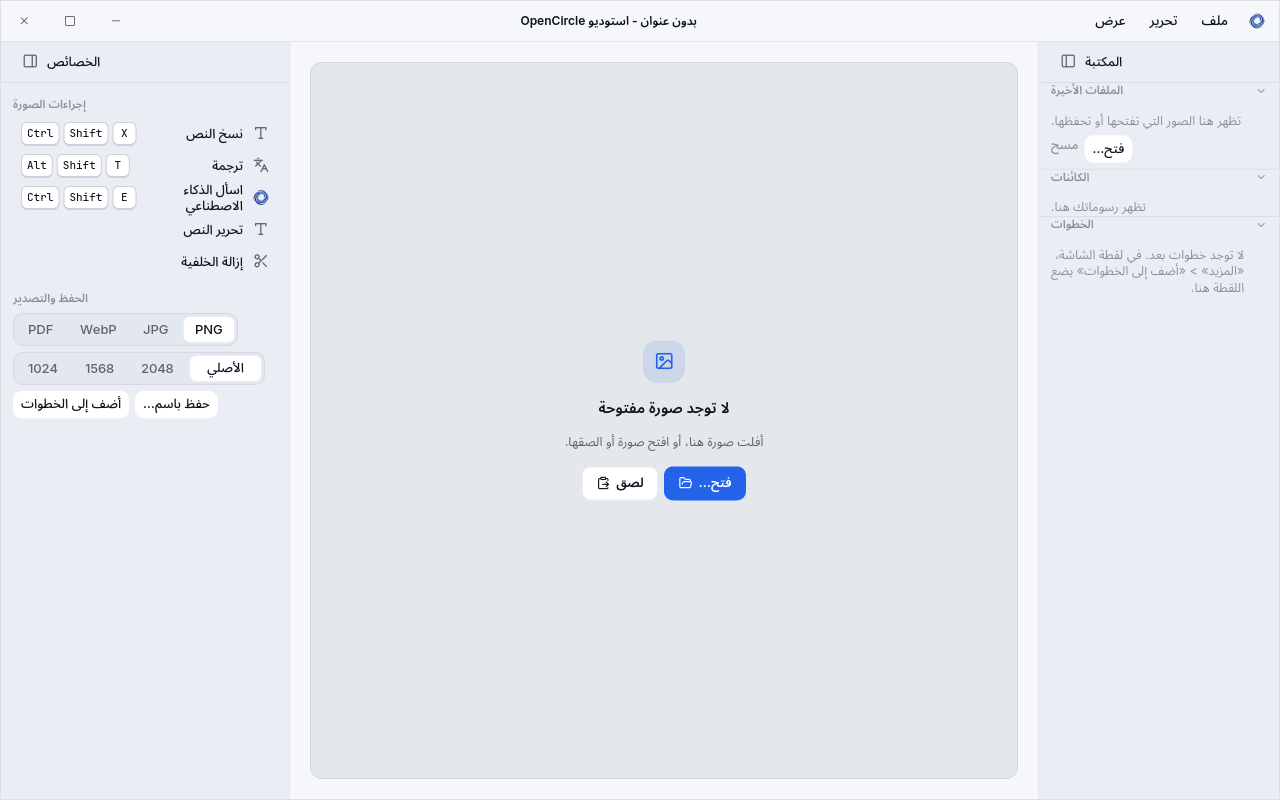 ملف تحرير عرض
بدون عنوان - استوديو OpenCircle
المكتبة
الملفات الأخيرة
تظهر هنا الصور التي تفتحها أو تحفظها.
فتح...
مسح
الكائنات
تظهر رسوماتك هنا.
الخطوات
لا توجد خطوات بعد. في لقطة الشاشة،
«المزيد» > «أضف إلى الخطوات» يضع
اللقطة هنا.
لا توجد صورة مفتوحة
أفلت صورة هنا، أو افتح صورة أو الصقها.
فتح...
لصق
الخصائص
إجراءات الصورة
نسخ النص Ctrl Shift X
ترجمة Alt Shift T
اسأل الذكاء
الاصطناعي Ctrl Shift E
تحرير النص
إزالة الخلفية
الحفظ والتصدير
PNG JPG WebP PDF
الأصلي 2048 1568 1024
حفظ باسم...
أضف إلى الخطوات